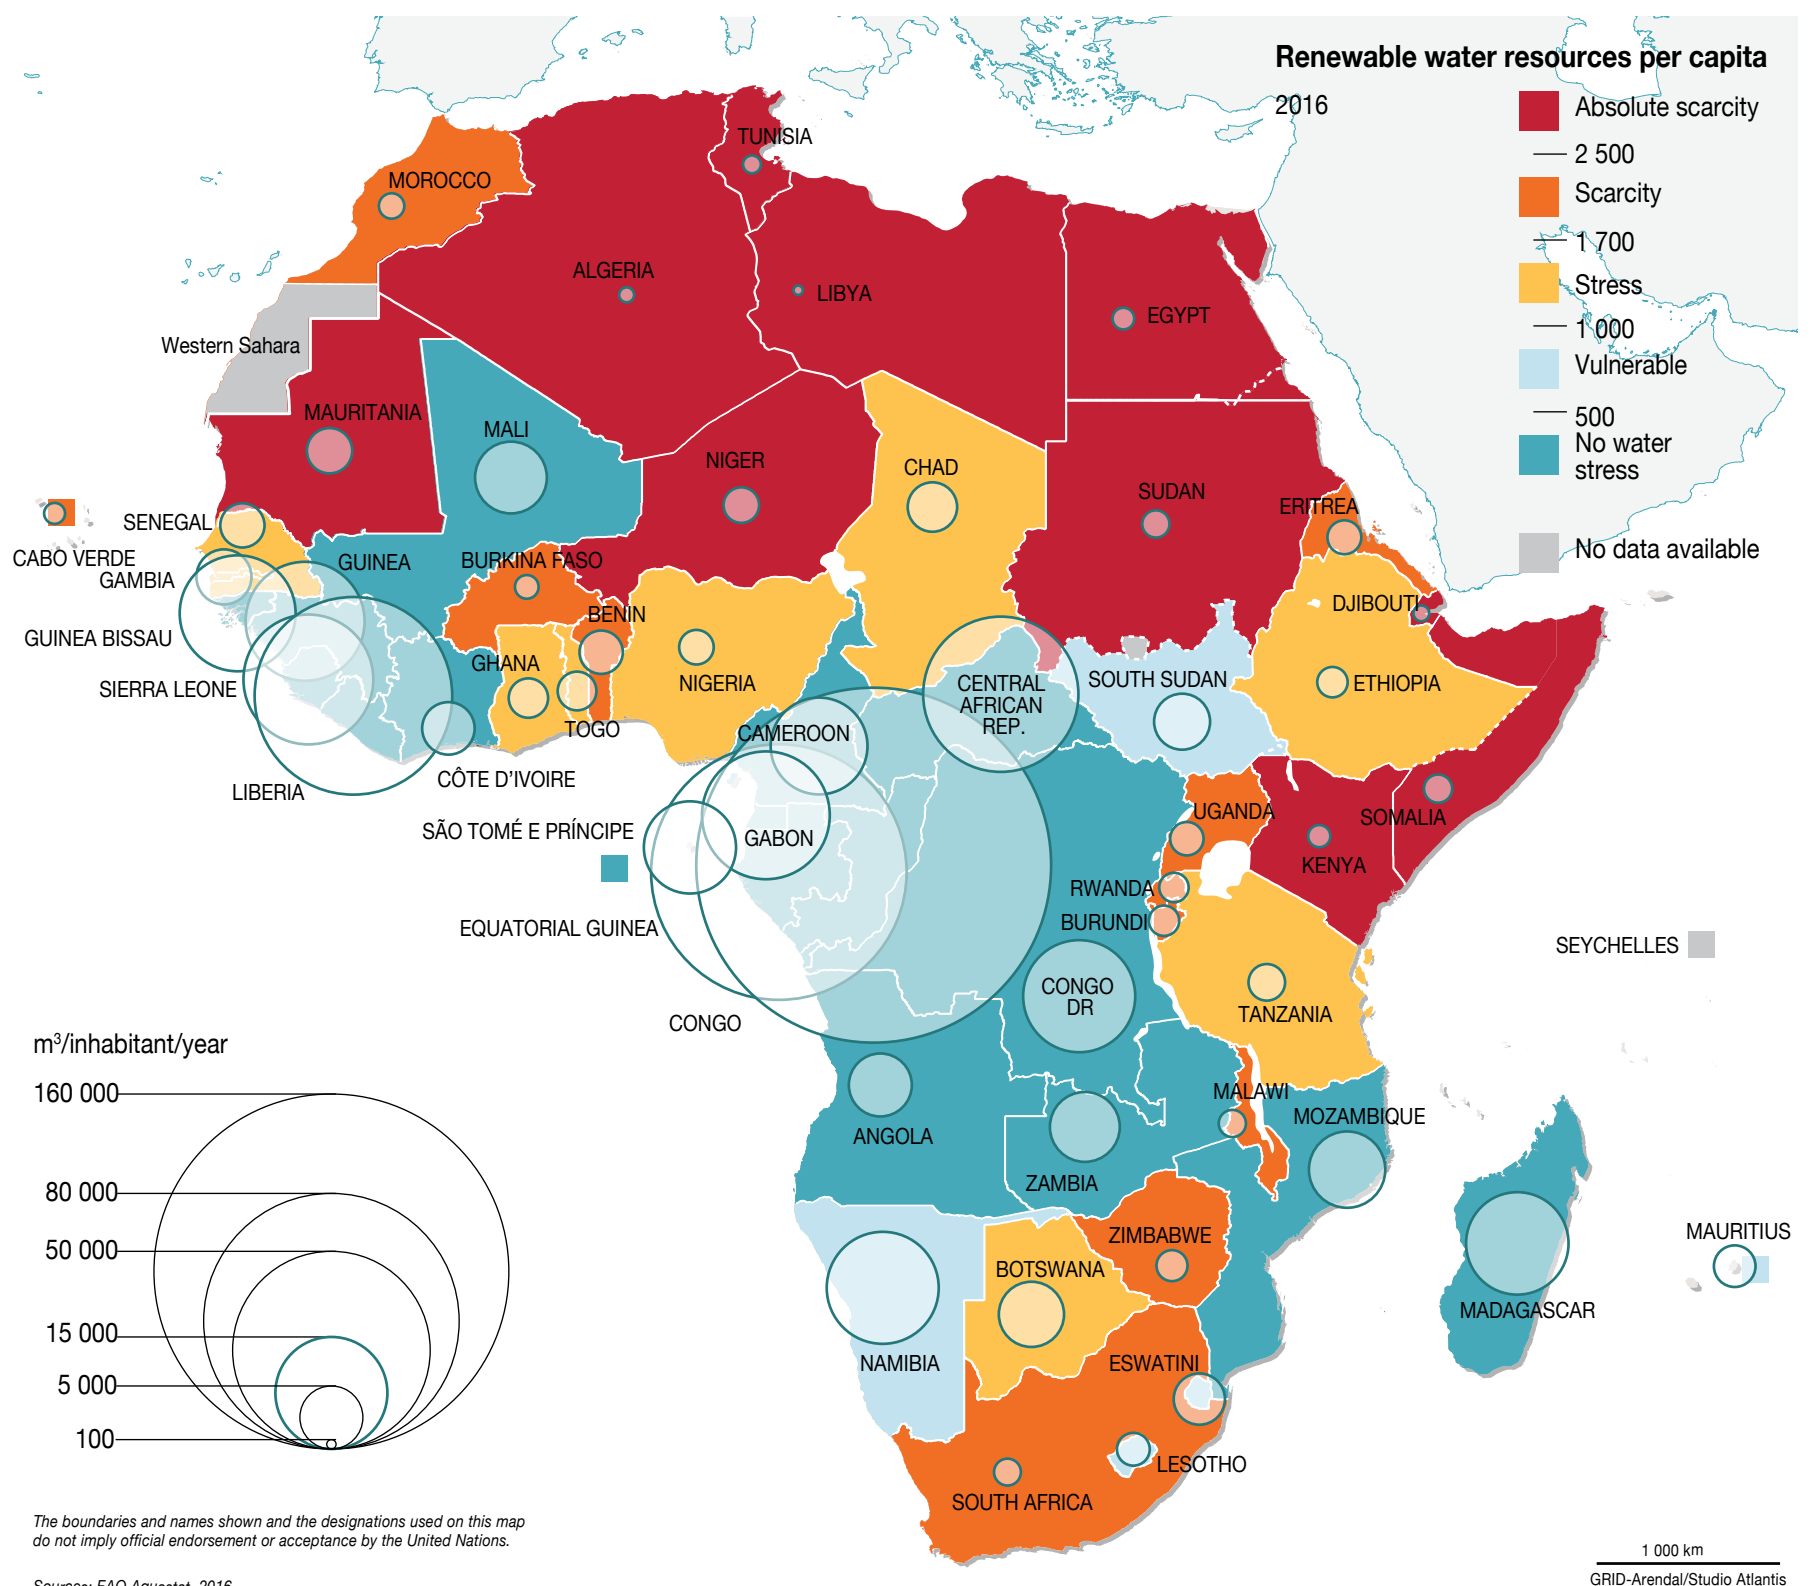 Renewable water resources per capita
2016
Absolute scarcity
2 500
Scarcity
1 700
Stress
1 000
Vulnerable
500
No water
stress
No data available
TUNISIA
MOROCCO
ALGERIA
LIBYA
EGYPT
Western Sahara
MAURITANIA
MALI
NIGER
CHAD
SUDAN
ERITREA
SENEGAL
CABO VERDE
GAMBIA
GUINEA
BURKINA FASO
BENIN
DJIBOUTI
GUINEA BISSAU
GHANA
NIGERIA
CENTRAL
AFRICAN
REP.
SOUTH SUDAN
ETHIOPIA
SIERRA LEONE
TOGO
CAMEROON
LIBERIA
CÔTE D'IVOIRE
UGANDA
SOMALIA
SÃO TOMÉ E PRÍNCIPE
GABON
KENYA
RWANDA
BURUNDI
EQUATORIAL GUINEA
SEYCHELLES
CONGO
DR
TANZANIA
CONGO
m³/inhabitant/year
160 000
80 000
50 000
15 000
5 000
100
ANGOLA
MALAWI
MOZAMBIQUE
ZAMBIA
ZIMBABWE
MAURITIUS
BOTSWANA
MADAGASCAR
NAMIBIA
ESWATINI
LESOTHO
SOUTH AFRICA
The boundaries and names shown and the designations used on this map
do not imply official endorsement or acceptance by the United Nations.
1 000 km
GRID-Arendal/Studio Atlantis